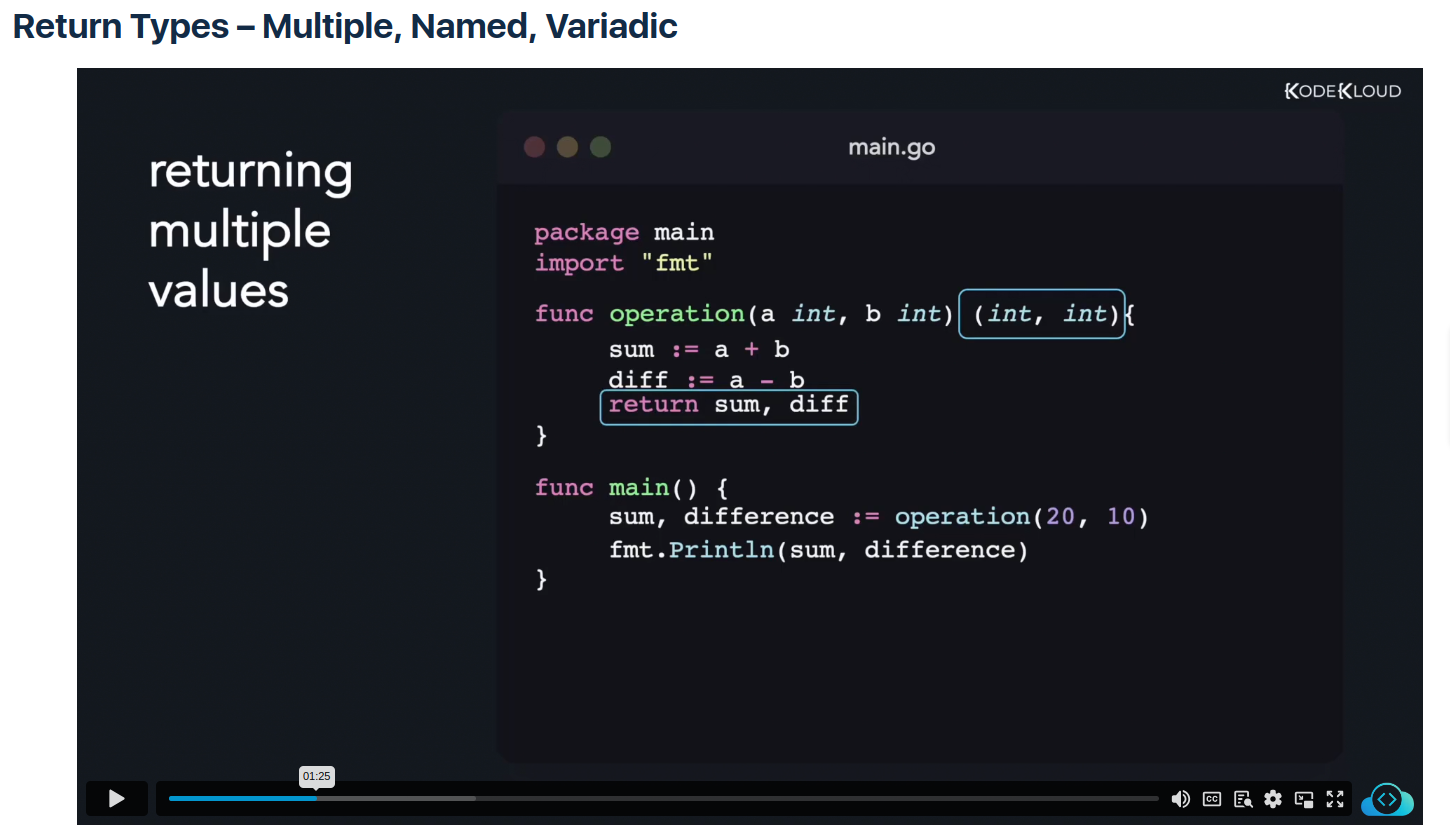 Return Types – Multiple, Named, Variadic
KODEKLOUD
returning
multiple
values
main.go
package main
import "fmt"
func operation(a int, b int) (int, int){
sum := a + b
diff := a - b
return sum, diff
}
func main() {
sum, difference := operation(20, 10)
fmt.Println(sum, difference)
}
01:25
CC